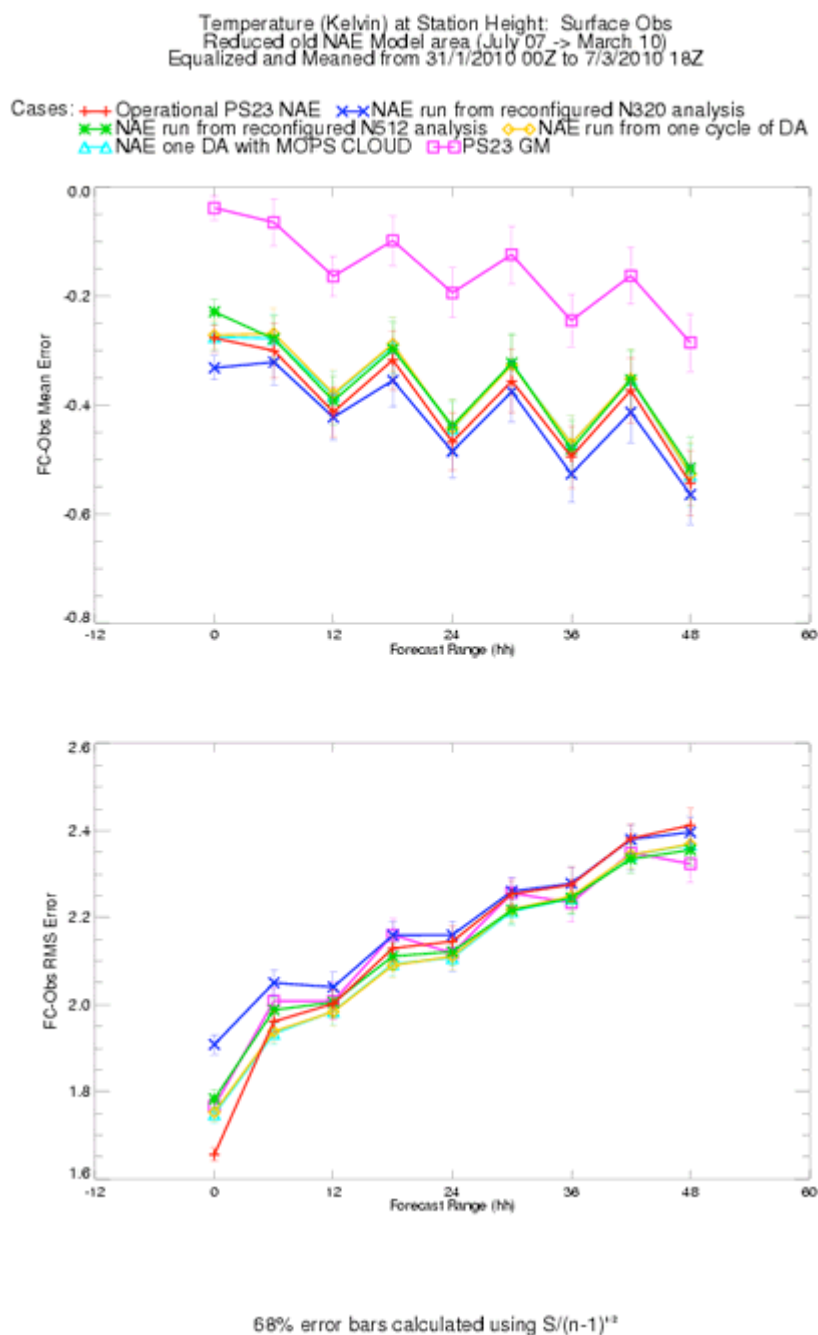 Temperature (Kelvin) at Station Height: Surface Obs
Reduced old NAE Model area (July 07 -> March 10)
Equalized and Meaned from 31/1/2010 00Z to 7/3/2010 18Z
Cases: Operational PS23 NAE NAE run from reconfigured N320 analysis
NAE run from reconfigured N512 analysis NAE run from one cycle of DA
NAE one DA with MOPS CLOUD PS23 GM
0.0
-0.2
-0.4
-0.6
-0.8
FC-Obs Mean Error
-12 0 12 24 36 48 60
Forecast Range (hh)
2.6
2.4
2.2
2.0
1.8
1.6
FC-Obs RMS Error
-12 0 12 24 36 48 60
Forecast Range (hh)
68% error bars calculated using S/(n-1)